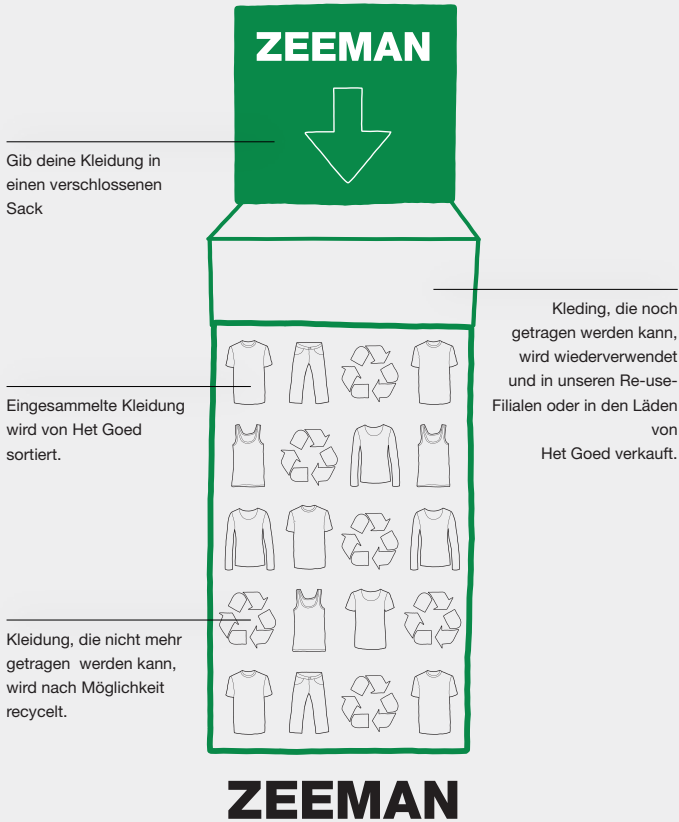 ZEEMAN
Gib deine Kleidung in
einen verschlossenen
Sack
Kleding, die noch
getragen werden kann,
wird wiederverwendet
und in unseren Re-use-
Filialen oder in den Läden
von
Het Goed verkauft.
Eingesammelte Kleidung
wird von Het Goed
sortiert.
Kleidung, die nicht mehr
getragen  werden kann,
wird nach Möglichkeit
recycelt.
ZEEMAN